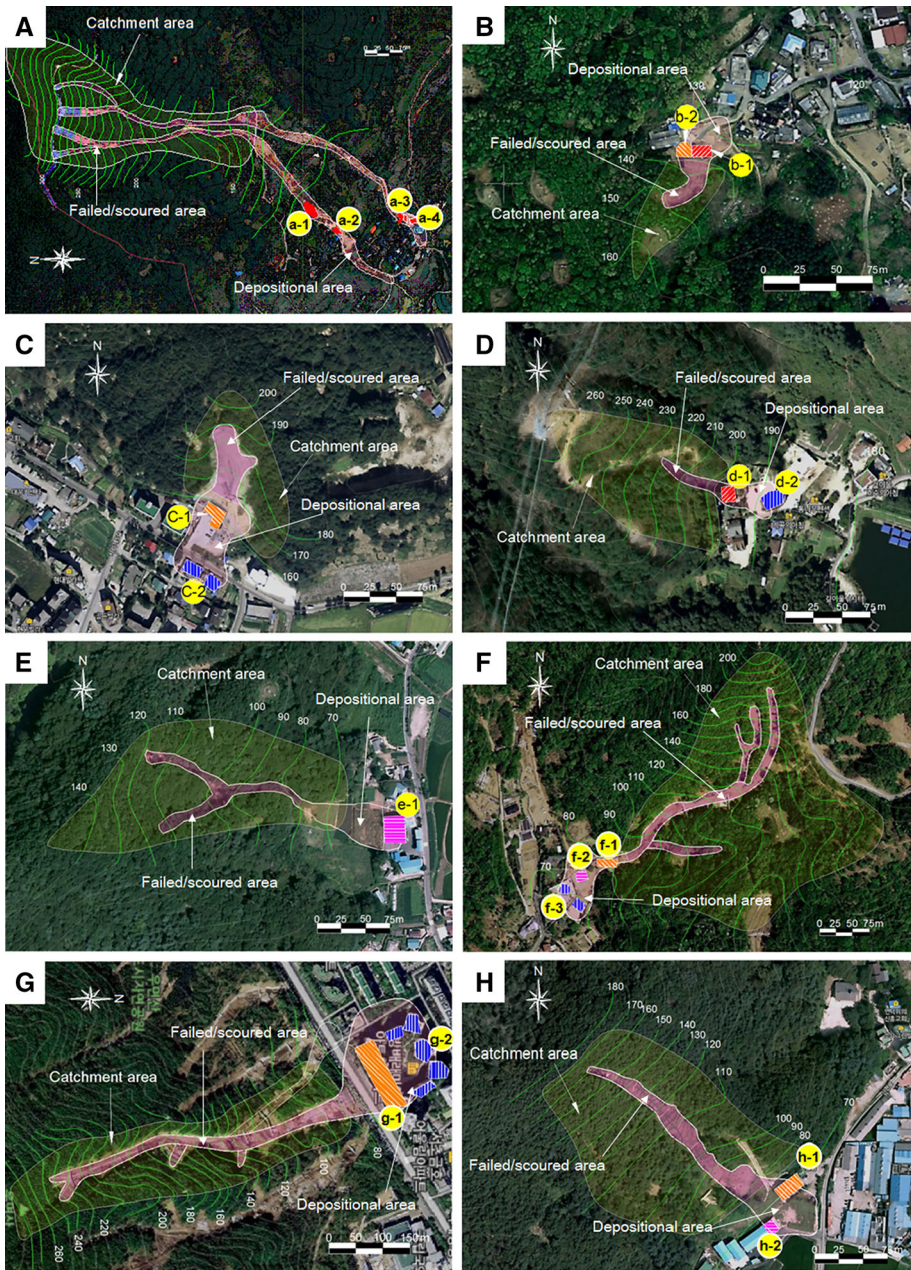 A
Catchment area
0 25 50 75M
Failed/scoured area
a-1
a-2
a-3
a-4
N
Depositional area
B
N
Depositional area
130
120
b-2
b-1
Failed/scoured area
140
150
Catchment area
160
0 25 50 75m
C
N
Failed/scoured area
200
190
Catchment area
Depositional area
C-1
180
170
160
C-2
0 25 50 75m
D
N
Failed/scoured area
260 250 240 230 220 210 200 190
Depositional area
180
d-1
d-2
Catchment area
0 25 50 75m
E
N
Catchment area
Depositional area
120 110 100 90 80 70
130
140
e-1
Failed/scoured area
0 25 50 75m
F
N
Catchment area
200
180
160
Failed/scoured area
140
120
100
90
80
70
f-1
f-2
f-3
Depositional area
0 25 50 75m
G
N
Failed/scoured area
Catchment area
g-2
g-1
80
100
120
140
160
180
200
220
240
260
Depositional area
0 50 100 150m
H
N
180
170
160
150
140
130
120
110
100
90
80
70
Catchment area
Failed/scoured area
h-1
Depositional area
h-2
0 25 50 75m